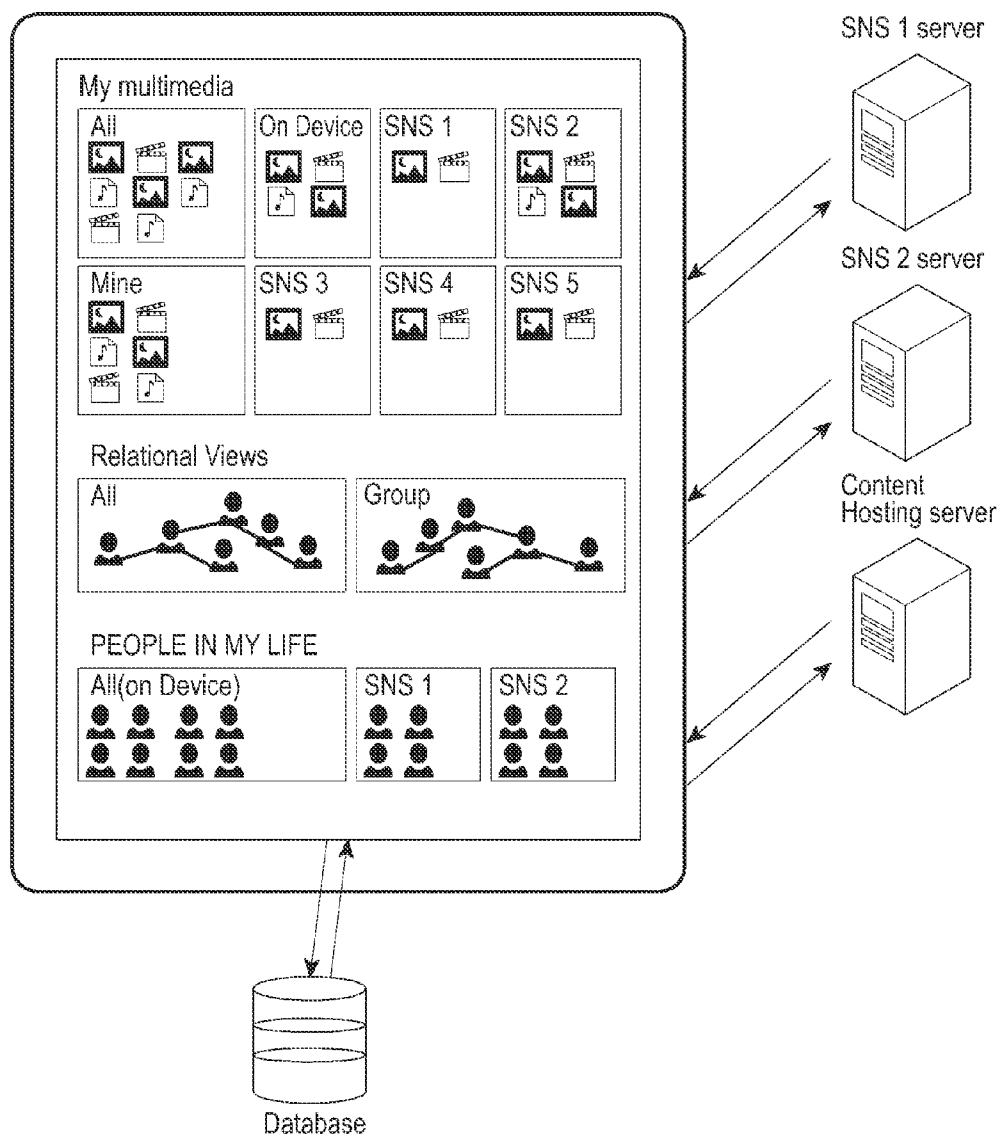 My multimedia
All
On Device
SNS 1
SNS 2
Mine
SNS 3
SNS 4
SNS 5
Relational Views
All
Group
PEOPLE IN MY LIFE
All(on Device)
SNS 1
SNS 2
SNS 1 server
SNS 2 server
Content
Hosting server
Database